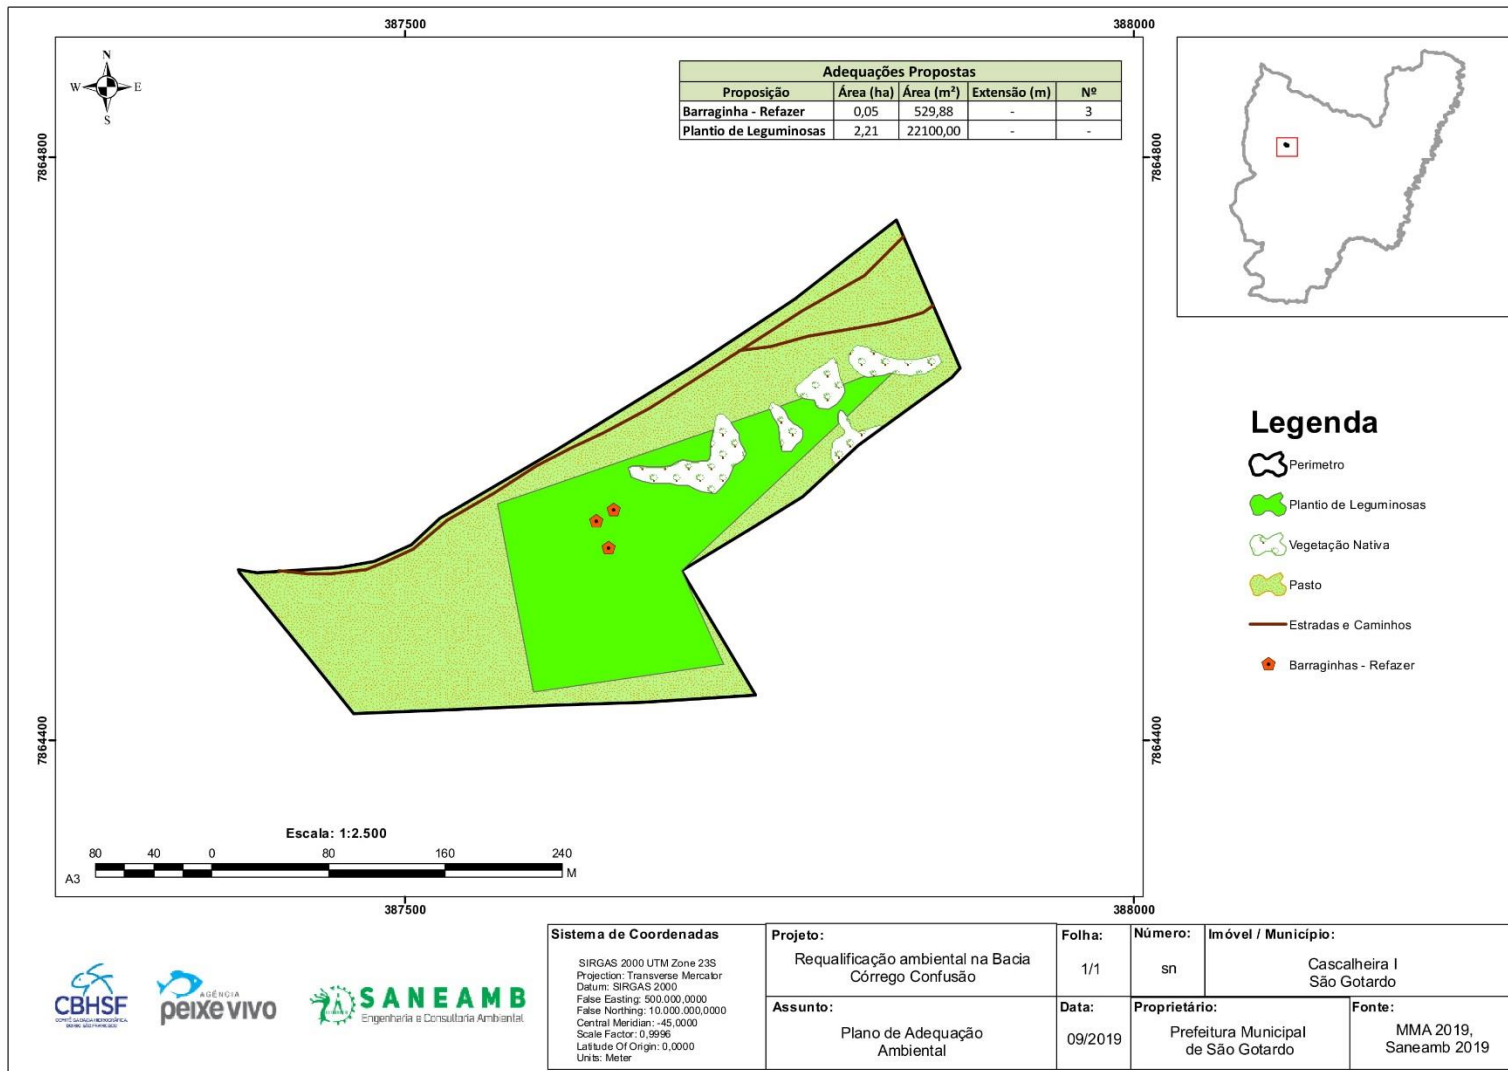 387500
388000
N
W
E
S
Adequações Propostas
Proposição Área (ha) Área (m²) Extensão (m) Nº
Barraginha - Refazer 0,05 529,88 - 3
Plantio de Leguminosas 2,21 22100,00 - -
7864800
7864800
Legenda
Perimetro
Plantio de Leguminosas
Vegetação Nativa
Pasto
Estradas e Caminhos
Barraginhas - Refazer
7864400
7864400
Escala: 1:2.500
80 40 0 80 160 240
A3
M
387500
388000
CBHSF
AGÊNCIA
peixe vivo
SANEAMB
Engenharia e Consultoria Ambiental
Sistema de Coordenadas
SIRGAS 2000 UTM Zone 23S
Projection: Transverse Mercator
Datum: SIRGAS 2000
False Easting: 500.000,0000
False Northing: 10.000.000,0000
Central Meridian: -45,0000
Scale Factor: 0,9996
Latitude Of Origin: 0,0000
Units: Meter
Projeto:
Requalificação ambiental na Bacia
Córrego Confusão
Folha:
1/1
Número:
sn
Imóvel / Município:
Cascalheira I
São Gotardo
Assunto:
Plano de Adequação
Ambiental
Data:
09/2019
Proprietário:
Prefeitura Municipal
de São Gotardo
Fonte:
MMA 2019,
Saneamb 2019